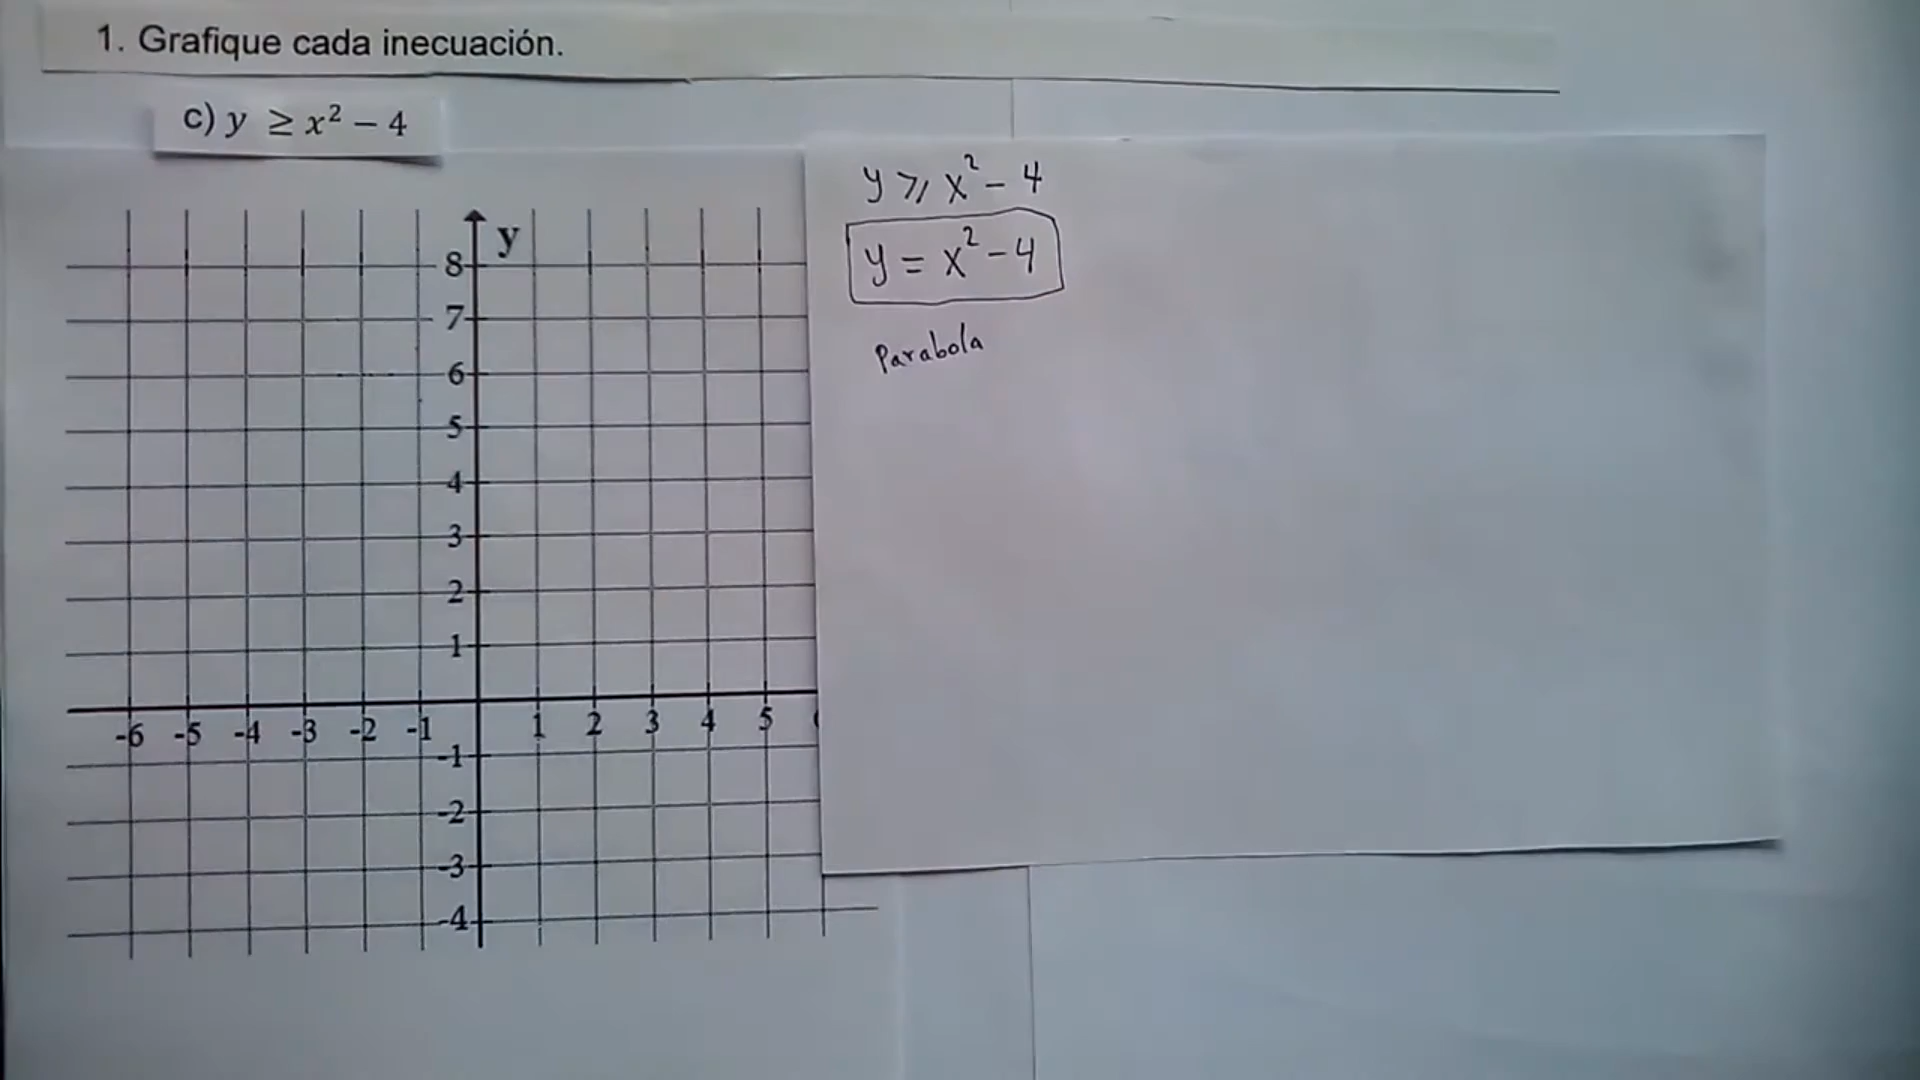 1. Grafique cada inecuación.
c) y ≥ x² − 4
y ≥ x² − 4
y = x² − 4
Parabola
y
8
7
6
5
4
3
2
1
-6 -5 -4 -3 -2 -1 1 2 3 4 5
-1
-2
-3
-4